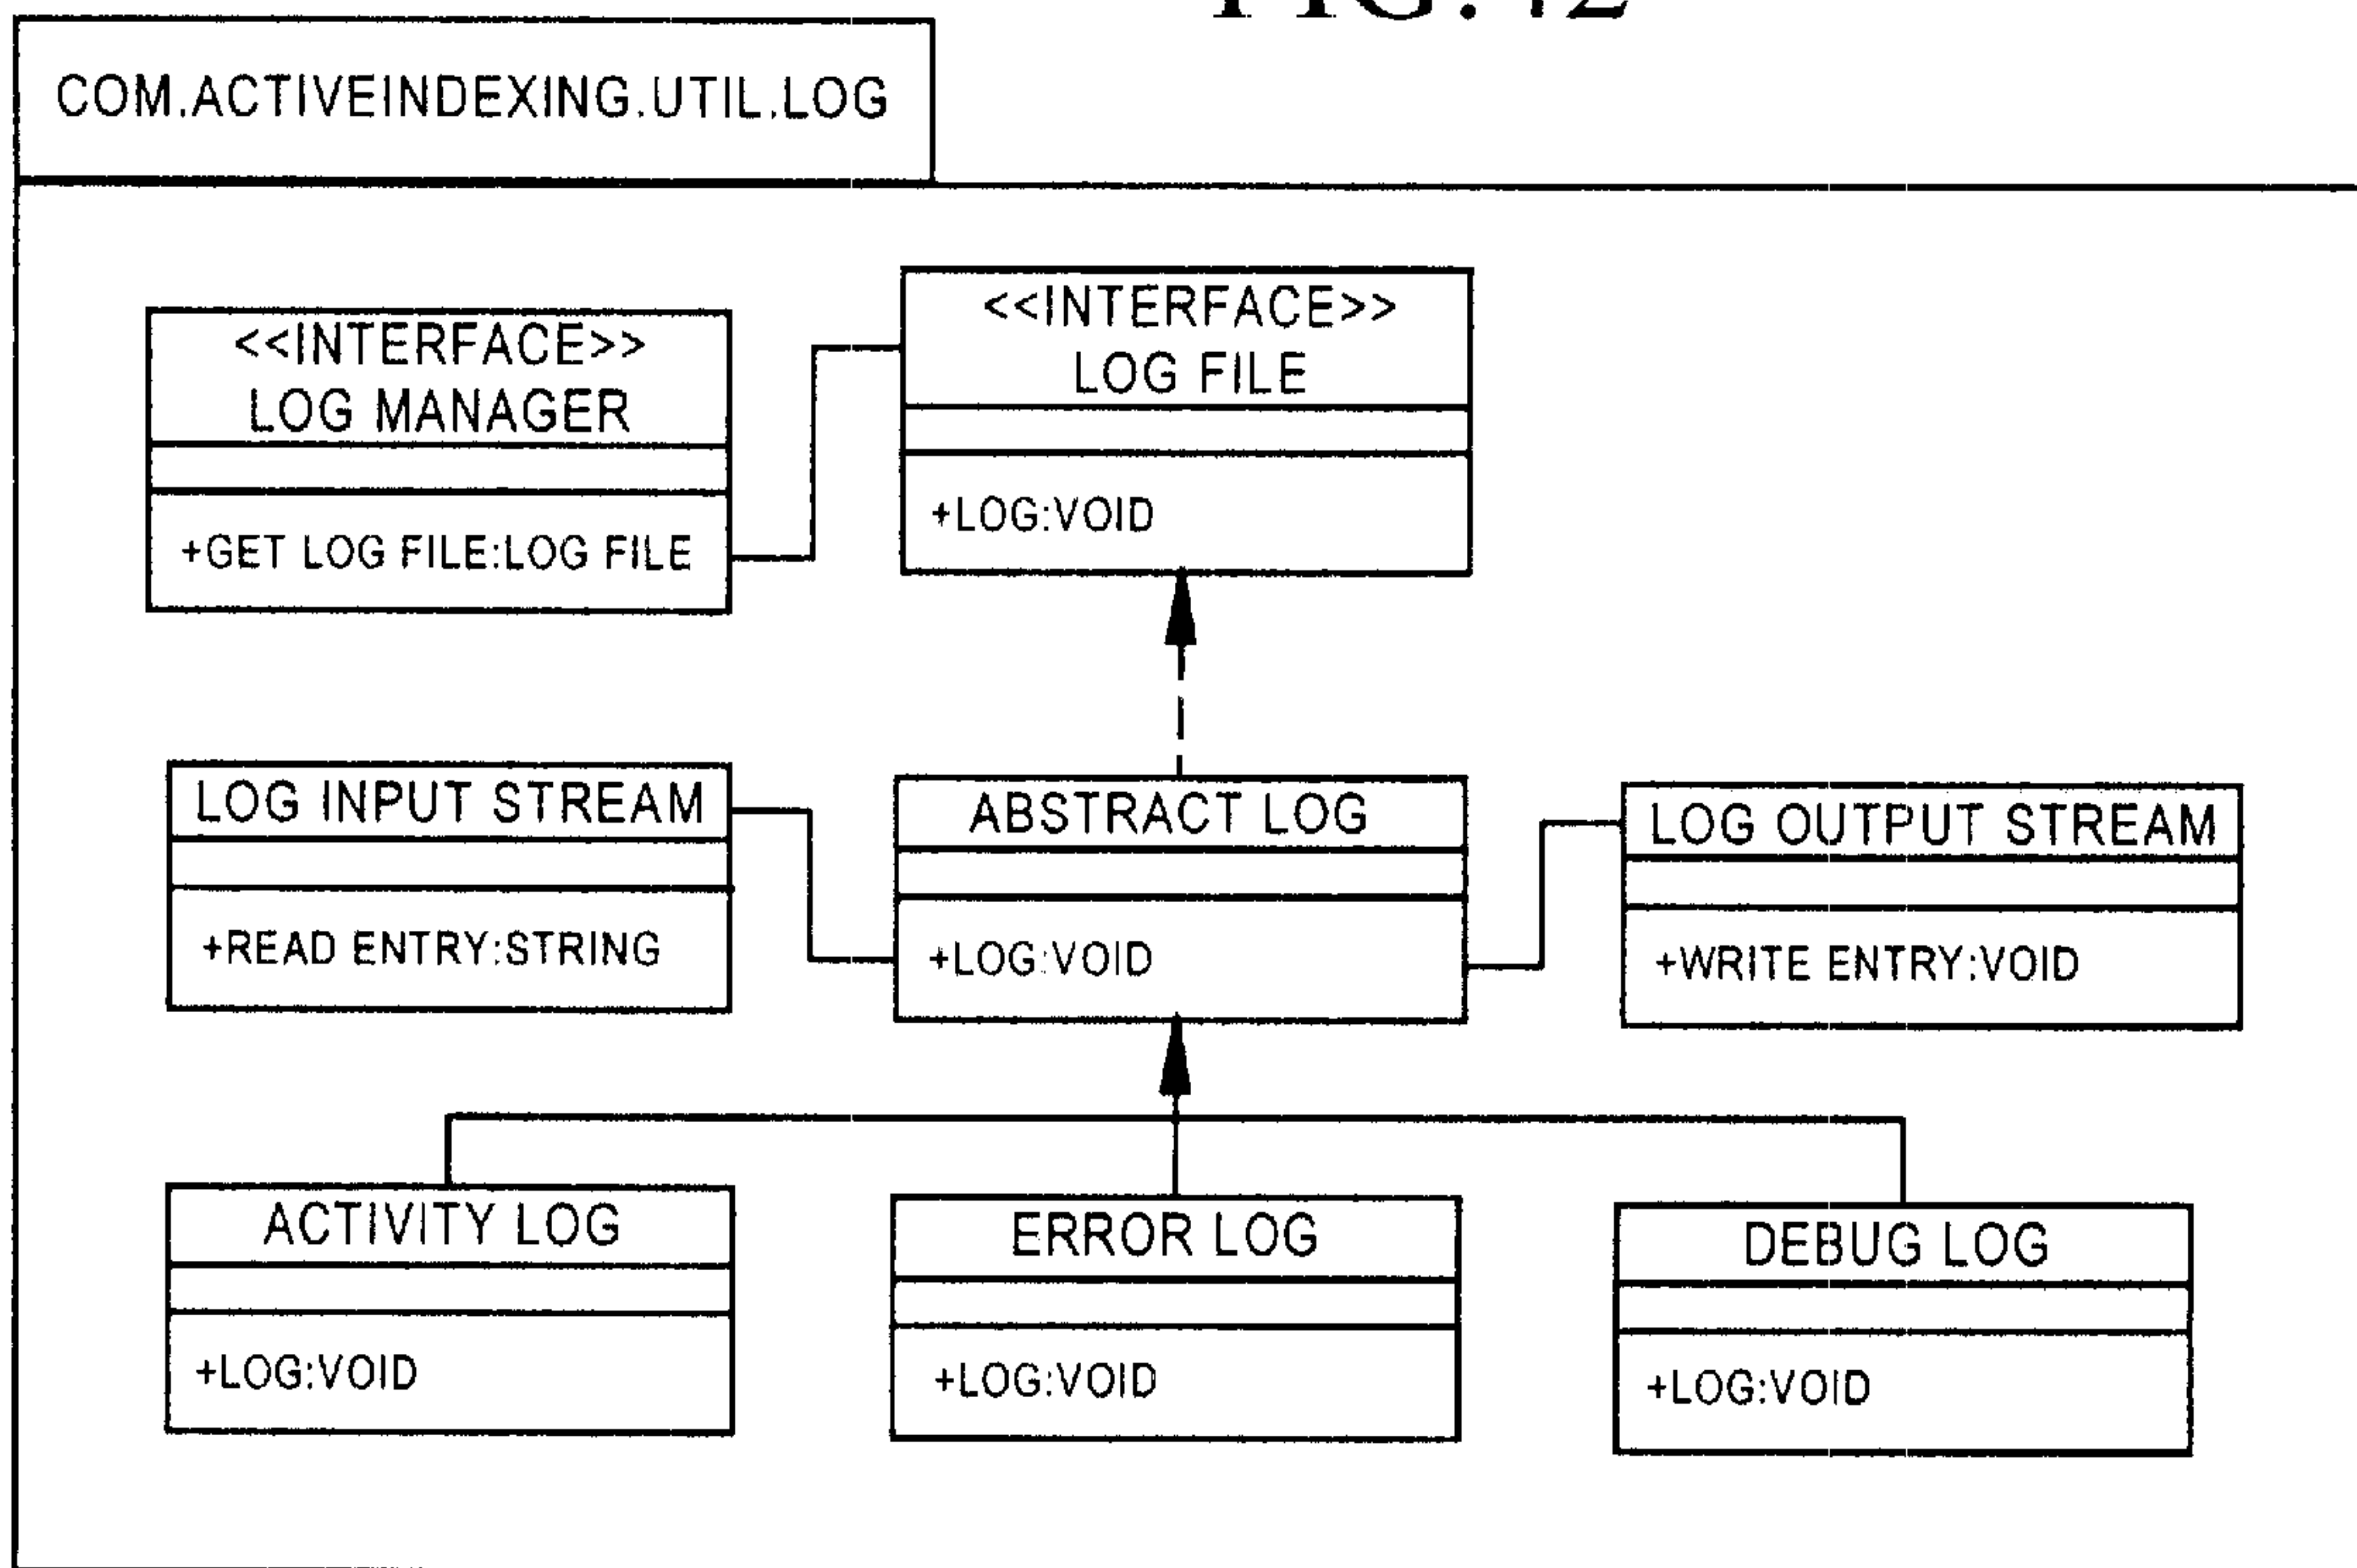 FIG. 42
COM.ACTIVEINDEXING.UTIL.LOG
<<INTERFACE>>
LOG MANAGER
+GET LOG FILE:LOG FILE
<<INTERFACE>>
LOG FILE
+LOG:VOID
LOG INPUT STREAM
+READ ENTRY:STRING
ABSTRACT LOG
+LOG:VOID
LOG OUTPUT STREAM
+WRITE ENTRY:VOID
ACTIVITY LOG
+LOG:VOID
ERROR LOG
+LOG:VOID
DEBUG LOG
+LOG:VOID